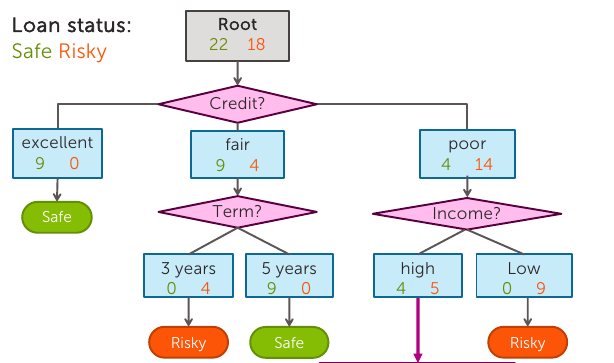 Loan status:
Safe Risky
Root
22 18
Credit?
excellent
9 0
fair
9 4
poor
4 14
Safe
Term?
Income?
3 years
0 4
5 years
9 0
high
4 5
Low
0 9
Risky
Safe
Risky